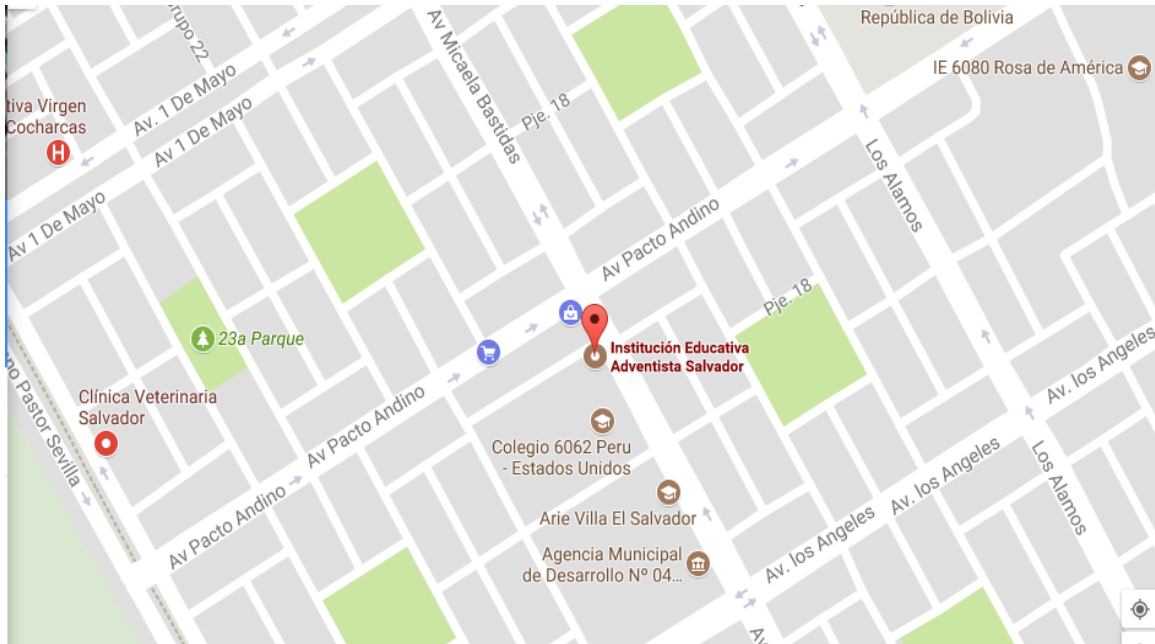 República de Bolivia
IE 6080 Rosa de América
Grupo 22
Av Micaela Bastidas
Av. 1 De Mayo
Av 1 De Mayo
Av 1 De Mayo
tiva Virgen
Cocharcas
H
Pje. 18
Los Alamos
Av Pacto Andino
Pje. 18
23a Parque
Institución Educativa
Adventista Salvador
Clínica Veterinaria
Salvador
Av Pacto Andino
Av Pacto Andino
no Pastor Sevilla
Colegio 6062 Peru
- Estados Unidos
Arie Villa El Salvador
Agencia Municipal
de Desarrollo Nº 04...
Av. los Angeles
Av. los Angeles
Av. los Angeles
Los Alamos
Av